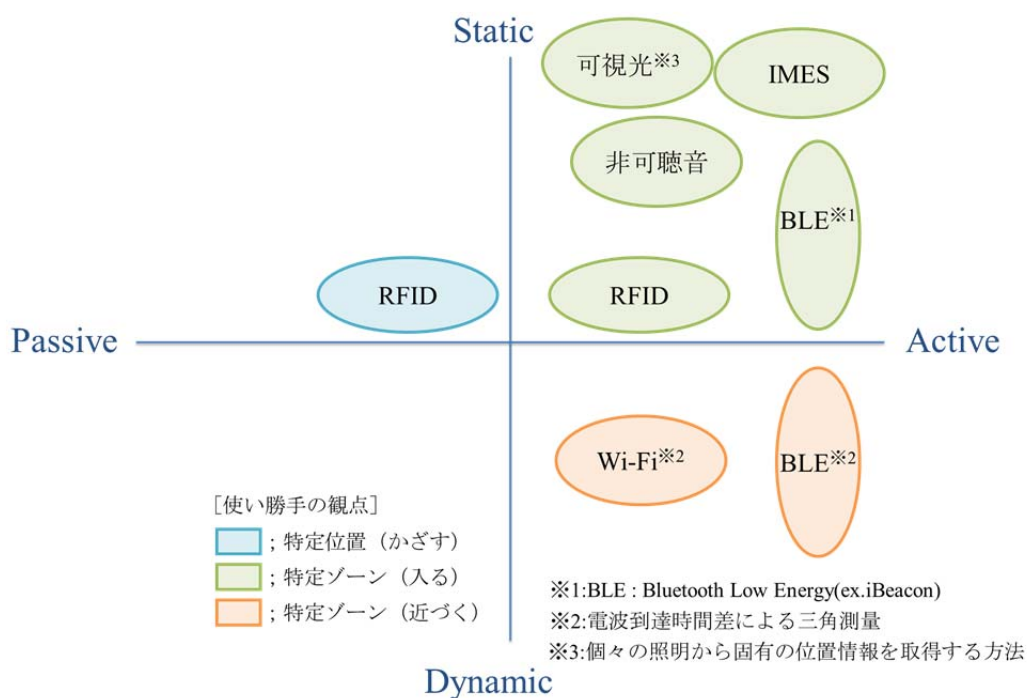 Static
可視光※3
IMES
非可聴音
BLE※1
RFID
RFID
Passive
Active
Wi-Fi※2
BLE※2
[使い勝手の観点]
；特定位置（かざす）
；特定ゾーン（入る）
；特定ゾーン（近づく）
※1:BLE : Bluetooth Low Energy(ex.iBeacon)
※2:電波到達時間差による三角測量
※3:個々の照明から固有の位置情報を取得する方法
Dynamic